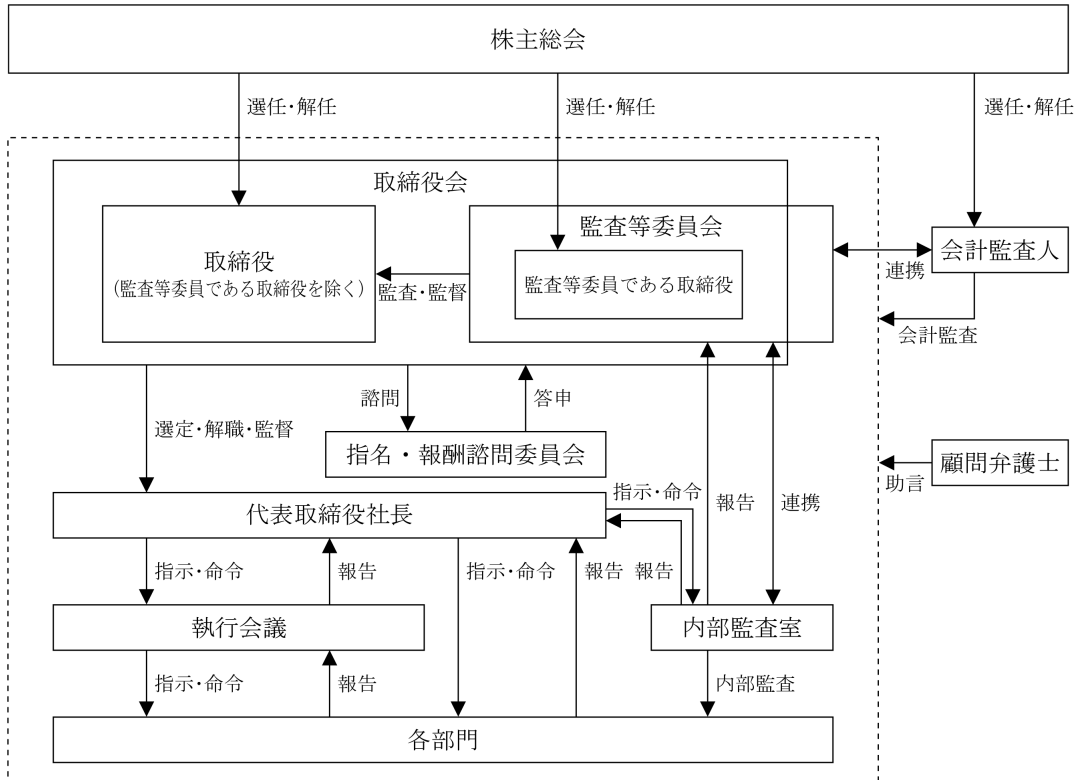 株主総会
選任・解任
選任・解任
選任・解任
取締役会
監査等委員会
取締役
(監査等委員である取締役を除く)
監査・監督
監査等委員である取締役
会計監査人
連携
会計監査
選定・解職・監督
諮問
答申
指名・報酬諮問委員会
顧問弁護士
助言
代表取締役社長
指示・命令
報告
連携
指示・命令
報告
指示・命令
報告
報告
執行会議
内部監査室
指示・命令
報告
内部監査
各部門